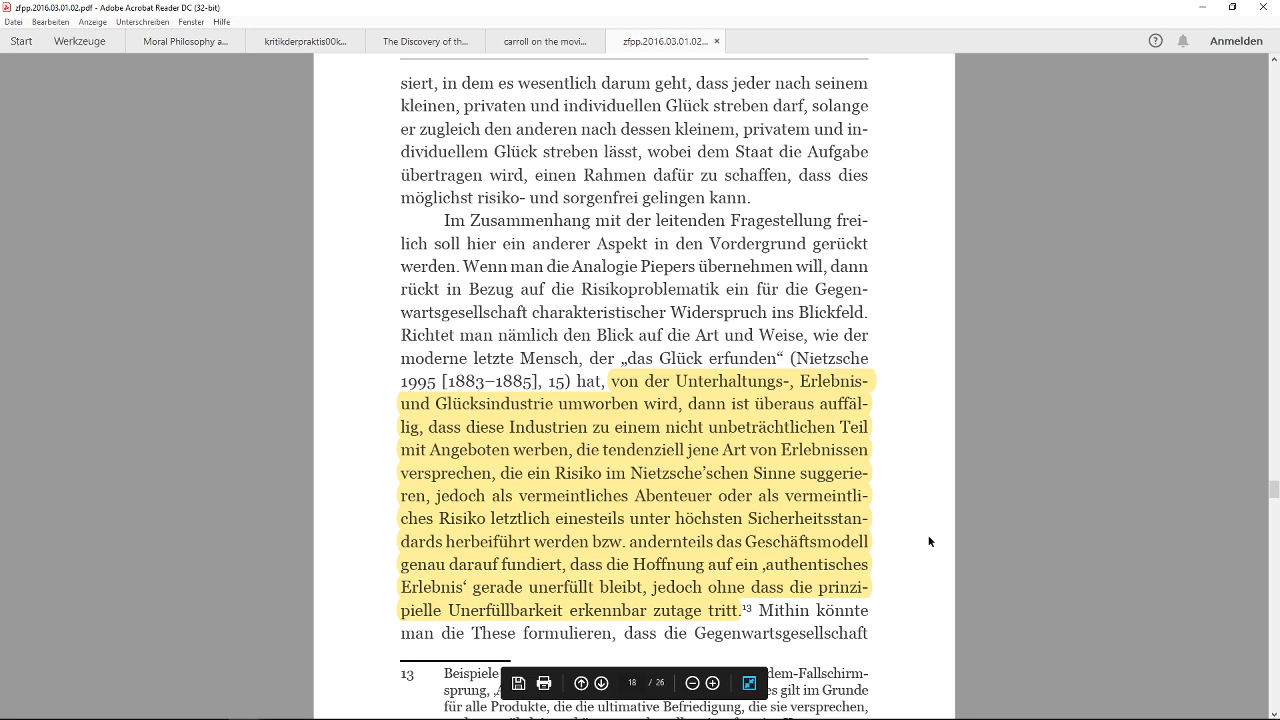 zfpp.2016.03.01.02.pdf - Adobe Acrobat Reader DC (32-bit)
Datei Bearbeiten Anzeige Unterschreiben Fenster Hilfe
Start Werkzeuge Moral Philosophy a... kritikderpraktis00k... The Discovery of th... carroll on the movi... zfpp.2016.03.01.02... × ? Anmelden
siert, in dem es wesentlich darum geht, dass jeder nach seinem
kleinen, privaten und individuellen Glück streben darf, solange
er zugleich den anderen nach dessen kleinem, privatem und in-
dividuellem Glück streben lässt, wobei dem Staat die Aufgabe
übertragen wird, einen Rahmen dafür zu schaffen, dass dies
möglichst risiko- und sorgenfrei gelingen kann.
Im Zusammenhang mit der leitenden Fragestellung frei-
lich soll hier ein anderer Aspekt in den Vordergrund gerückt
werden. Wenn man die Analogie Piepers übernehmen will, dann
rückt in Bezug auf die Risikoproblematik ein für die Gegen-
wartsgesellschaft charakteristischer Widerspruch ins Blickfeld.
Richtet man nämlich den Blick auf die Art und Weise, wie der
moderne letzte Mensch, der „das Glück erfunden“ (Nietzsche
1995 [1883–1885], 15) hat, von der Unterhaltungs-, Erlebnis-
und Glücksindustrie umworben wird, dann ist überaus auffäl-
lig, dass diese Industrien zu einem nicht unbeträchtlichen Teil
mit Angeboten werben, die tendenziell jene Art von Erlebnissen
versprechen, die ein Risiko im Nietzsche’schen Sinne suggerie-
ren, jedoch als vermeintliches Abenteuer oder als vermeintli-
ches Risiko letztlich einesteils unter höchsten Sicherheitsstan-
dards herbeiführt werden bzw. andernteils das Geschäftsmodell
genau darauf fundiert, dass die Hoffnung auf ein ‚authentisches
Erlebnis‘ gerade unerfüllt bleibt, jedoch ohne dass die prinzi-
pielle Unerfüllbarkeit erkennbar zutage tritt.¹³ Mithin könnte
man die These formulieren, dass die Gegenwartsgesellschaft
13 Beispiele dem-Fallschirm-
sprung, es gilt im Grunde
für alle Produkte, die die ultimative Befriedigung, die sie versprechen,
18 / 26